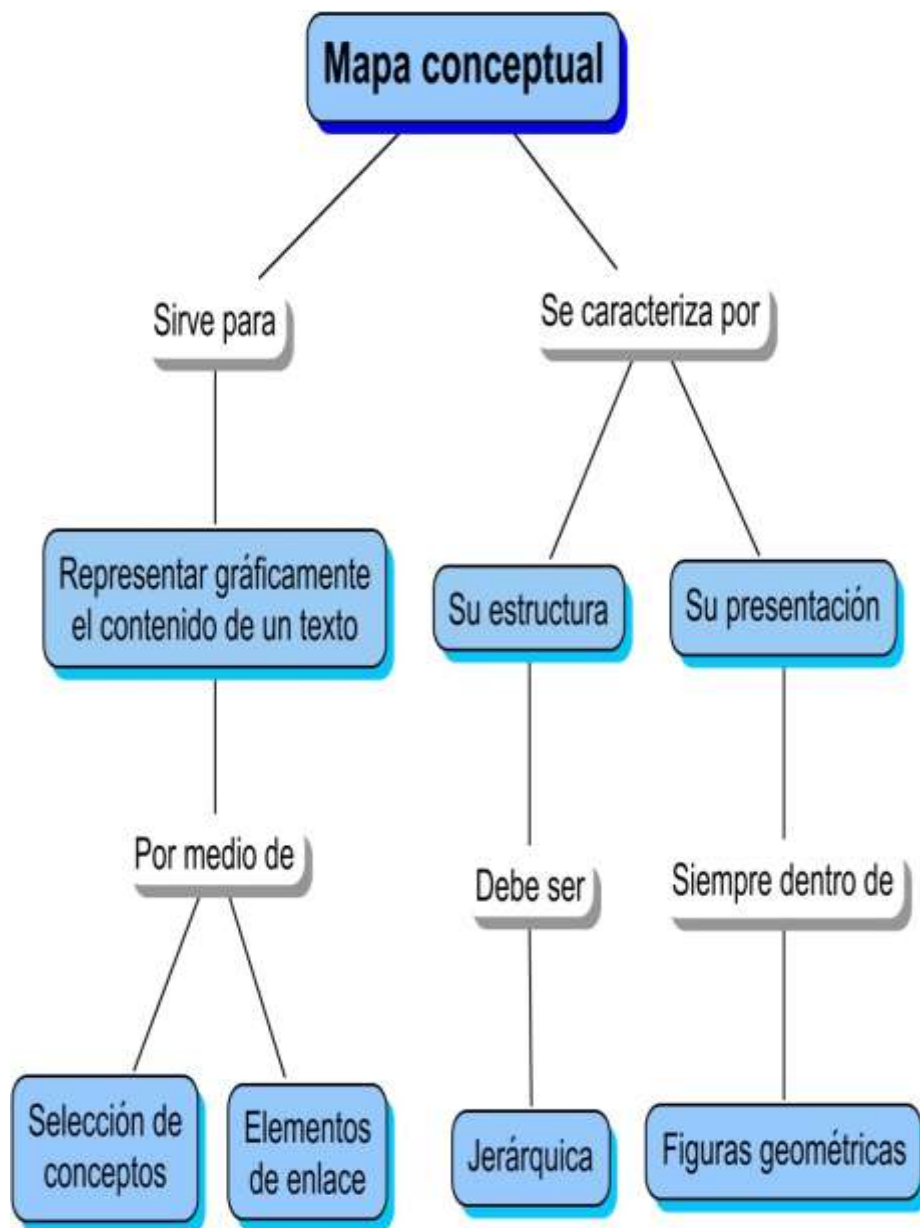 Mapa conceptual
Sirve para
Se caracteriza por
Representar gráficamente
el contenido de un texto
Su estructura
Su presentación
Por medio de
Debe ser
Siempre dentro de
Selección de
conceptos
Elementos
de enlace
Jerárquica
Figuras geométricas